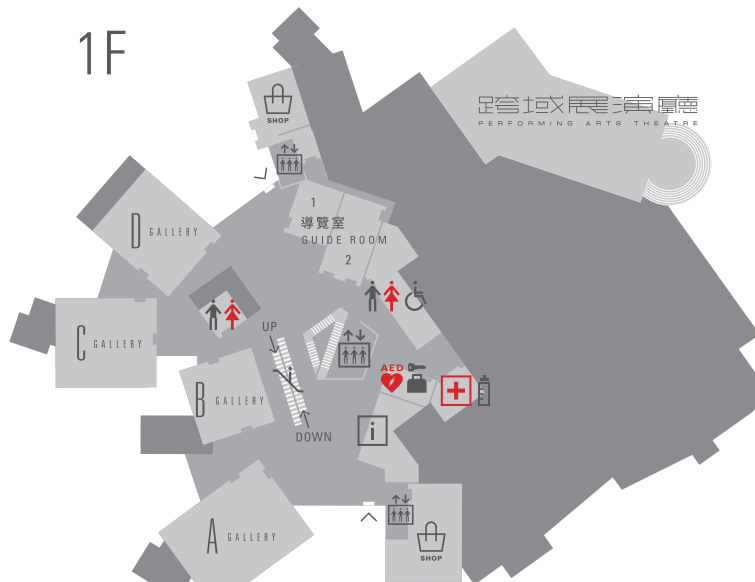 1F
跨域展演廳
PERFORMING ARTS THEATRE
SHOP
1
導覽室
GUIDE ROOM
2
D GALLERY
UP
C GALLERY
AED
B GALLERY
i
DOWN
i
A GALLERY
SHOP